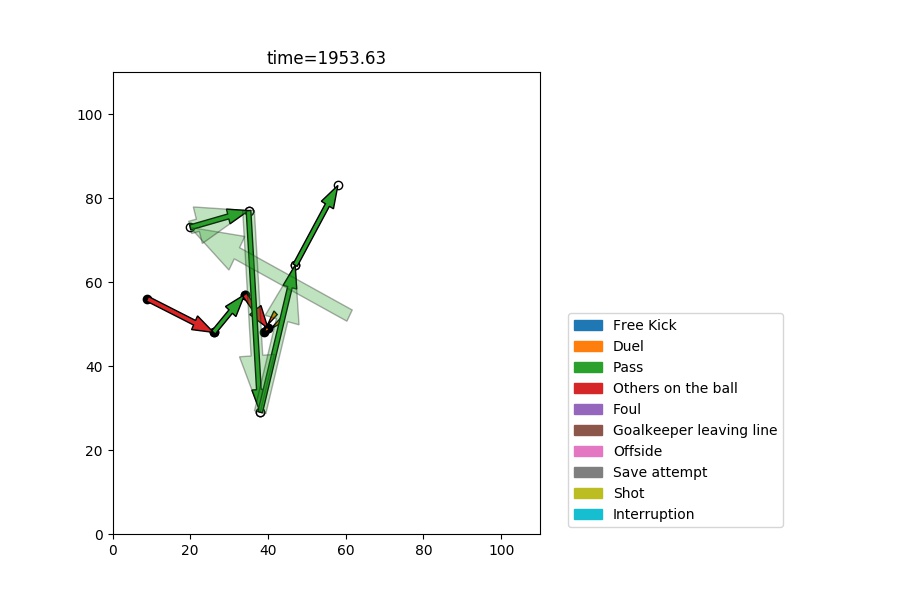 time=1953.63
100
80
60
40
20
0
0 20 40 60 80 100
Free Kick
Duel
Pass
Others on the ball
Foul
Goalkeeper leaving line
Offside
Save attempt
Shot
Interruption